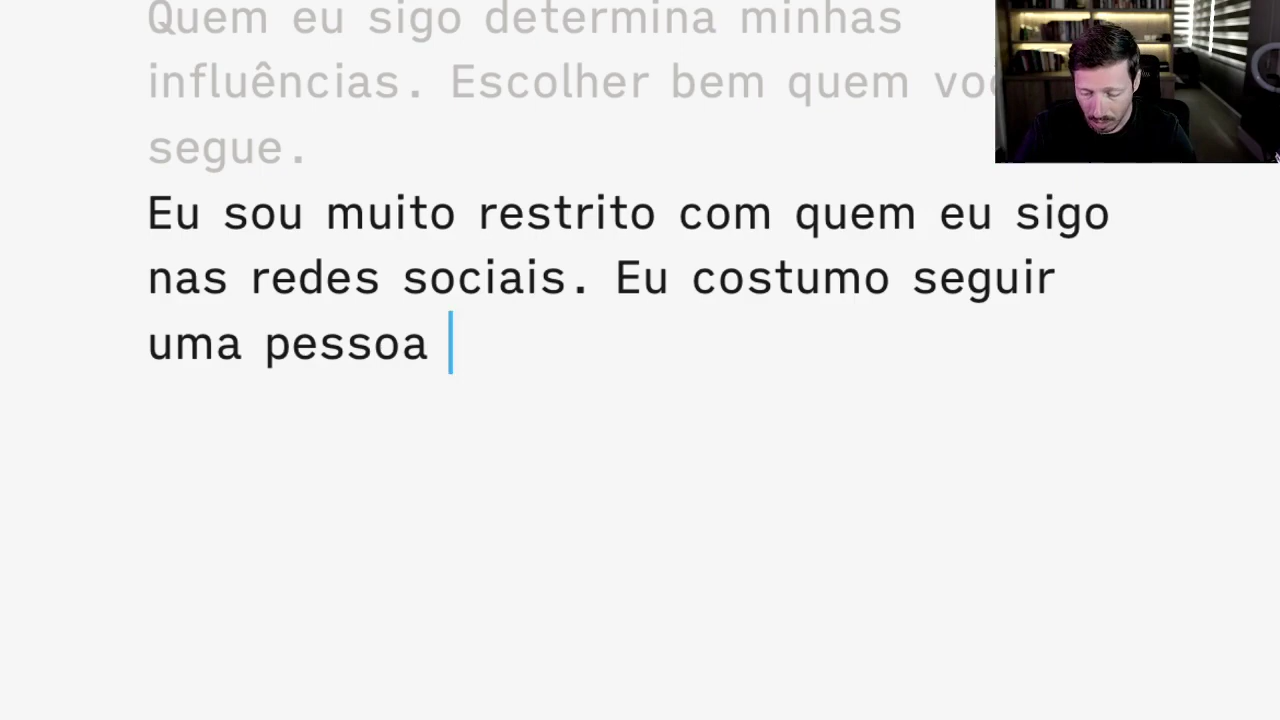 Quem eu sigo determina minhas
influências. Escolher bem quem
segue.
Eu sou muito restrito com quem eu sigo
nas redes sociais. Eu costumo seguir
uma pessoa